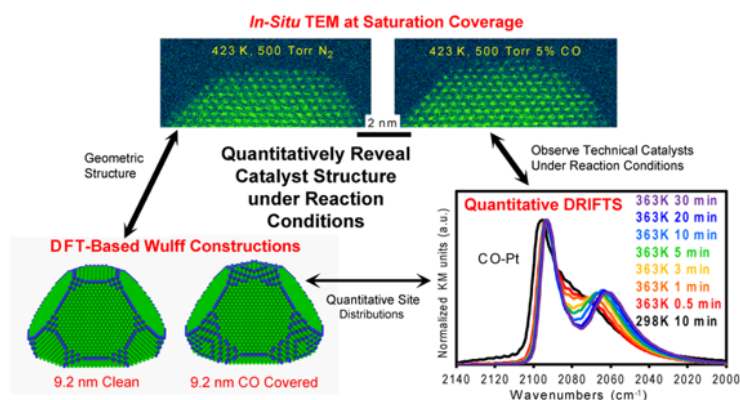 In-Situ TEM at Saturation Coverage
423 K, 500 Torr N2
423 K, 500 Torr 5% CO
2 nm
Geometric
Structure
Quantitatively Reveal
Catalyst Structure
under Reaction
Conditions
Observe Technical Catalysts
Under Reaction Conditions
DFT-Based Wulff Constructions
9.2 nm Clean
9.2 nm CO Covered
Quantitative Site
Distributions
Quantitative DRIFTS
Normalized KM units (a.u.)
CO-Pt
363K 30 min
363K 20 min
363K 10 min
363K 5 min
363K 3 min
363K 1 min
363K 0.5 min
298K 10 min
2140 2100 2080 2060 2040 2020 2000
Wavenumbers (cm-1)